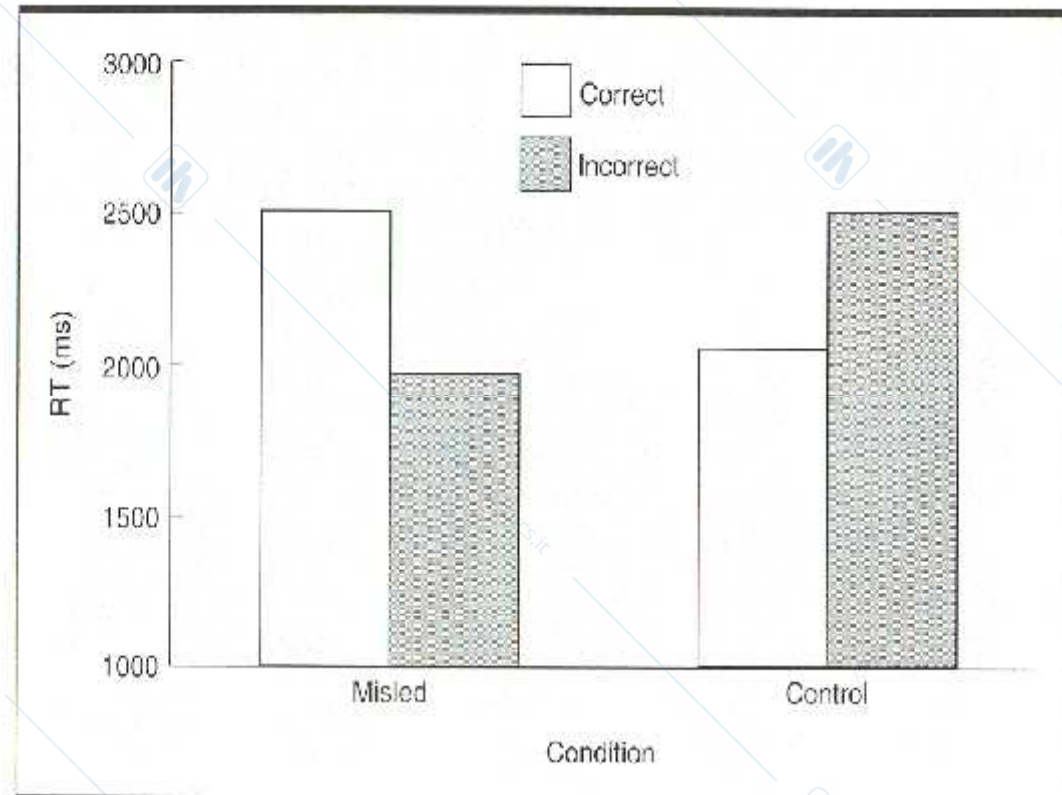 3000
Correct
Incorrect
2500
2000
1500
1000
RT (ms)
Misled
Control
Condition